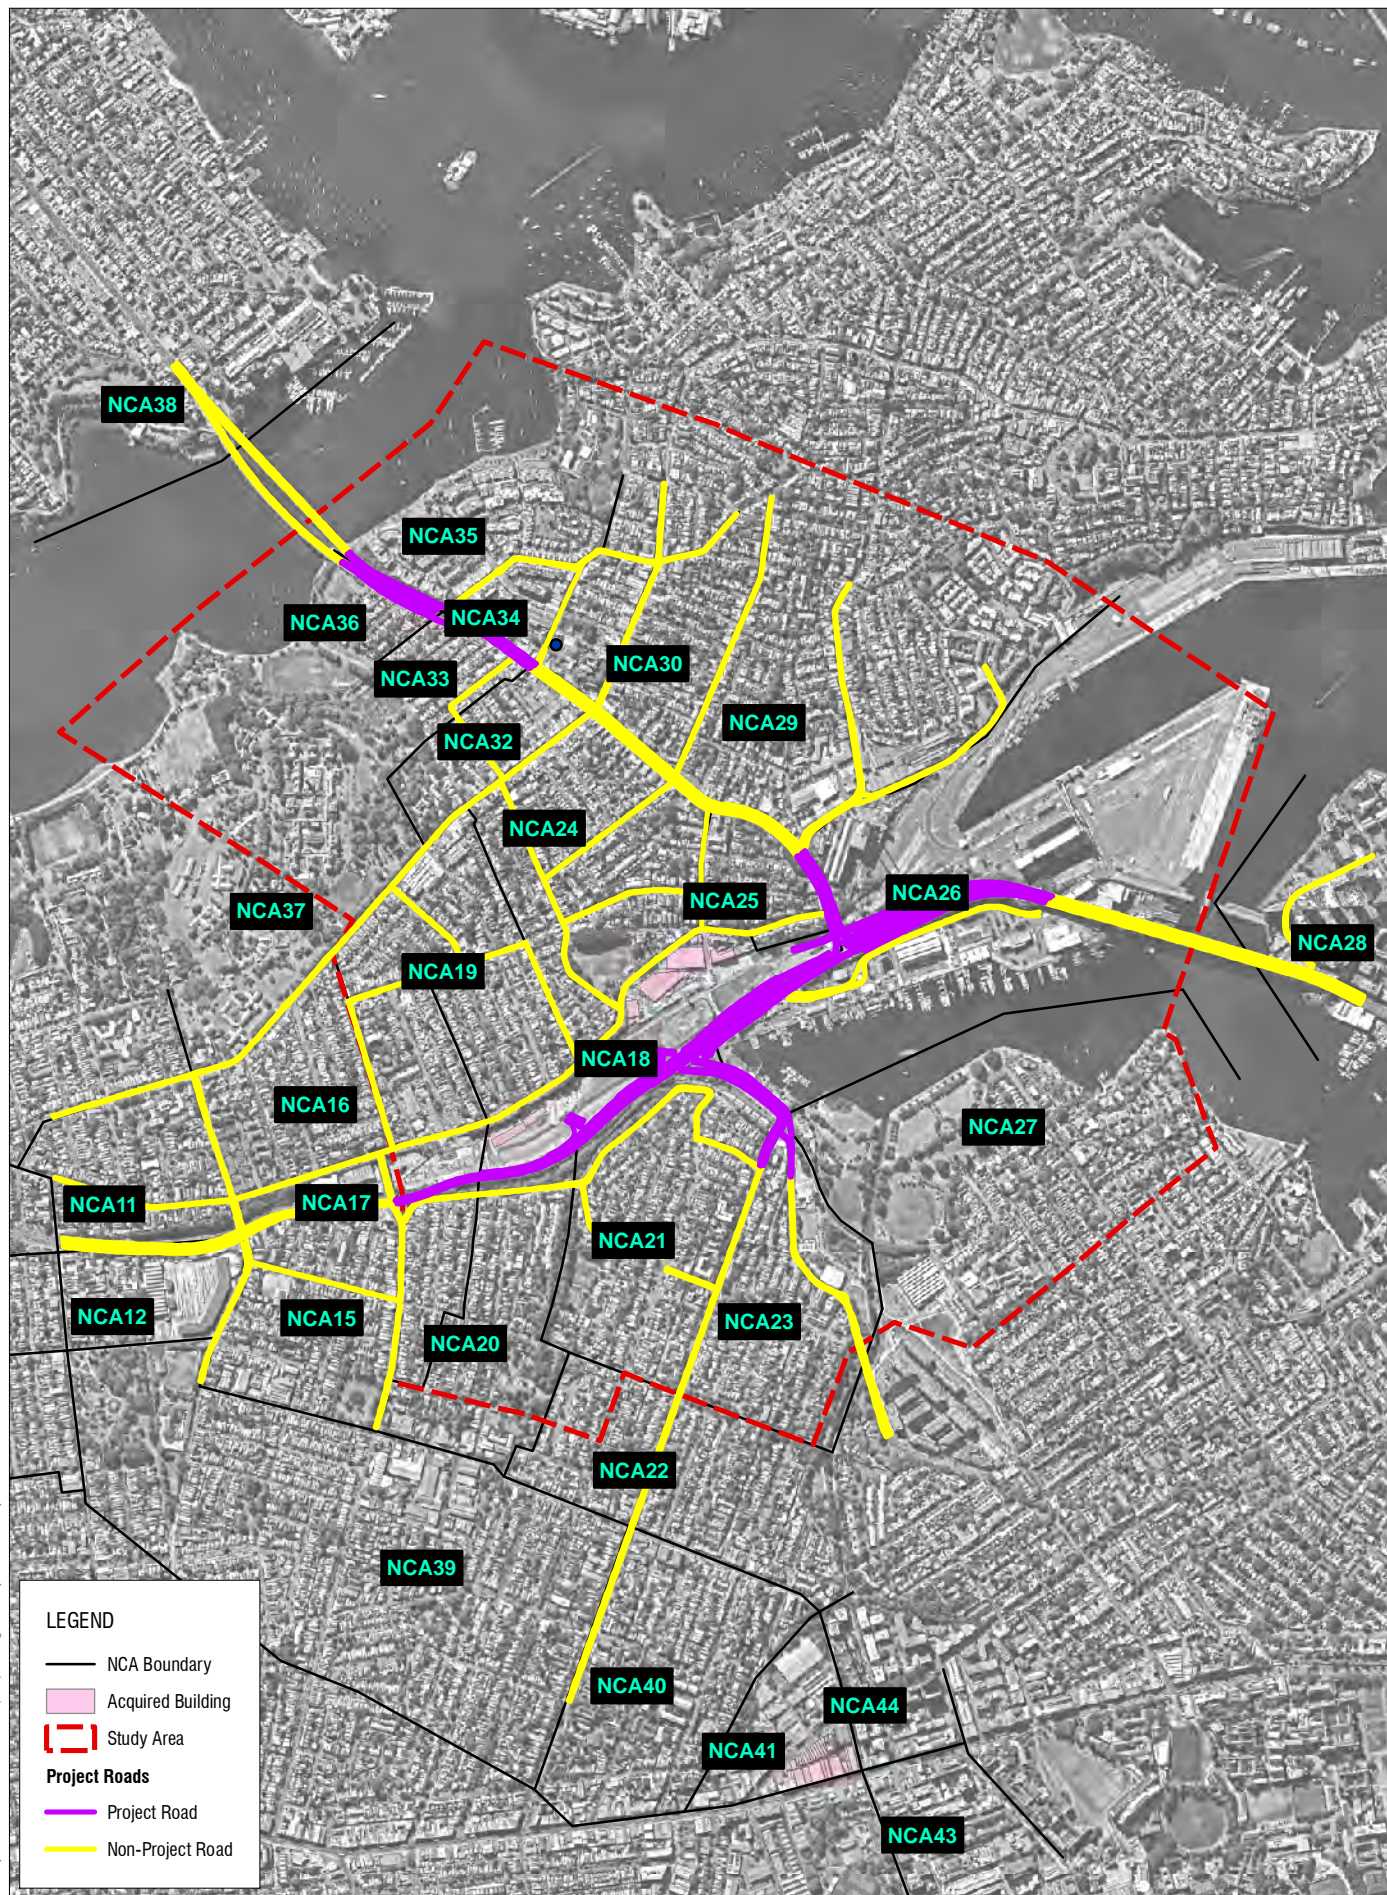 NCA38
NCA35
NCA34
NCA36
NCA30
NCA33
NCA29
NCA32
NCA24
NCA26
NCA25
NCA37
NCA28
NCA19
NCA18
NCA16
NCA27
NCA17
NCA11
NCA21
NCA12
NCA15
NCA23
NCA20
NCA22
NCA39
NCA40
NCA44
NCA41
NCA43
LEGEND
NCA Boundary
Acquired Building
Study Area
Project Roads
Project Road
Non-Project Road